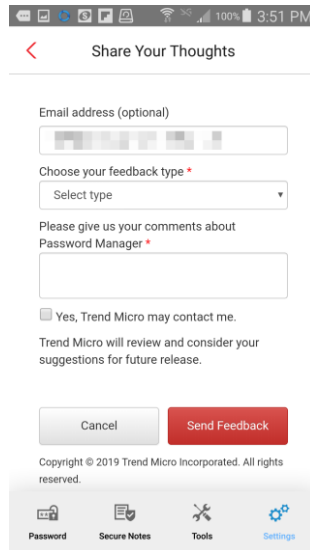 5G 100% 3:51 PM
Share Your Thoughts
Email address (optional)
Choose your feedback type *
Select type
Please give us your comments about
Password Manager *
Yes, Trend Micro may contact me.
Trend Micro will review and consider your
suggestions for future release.
Cancel Send Feedback
Copyright © 2019 Trend Micro Incorporated. All rights
reserved.
Password Secure Notes Tools Settings